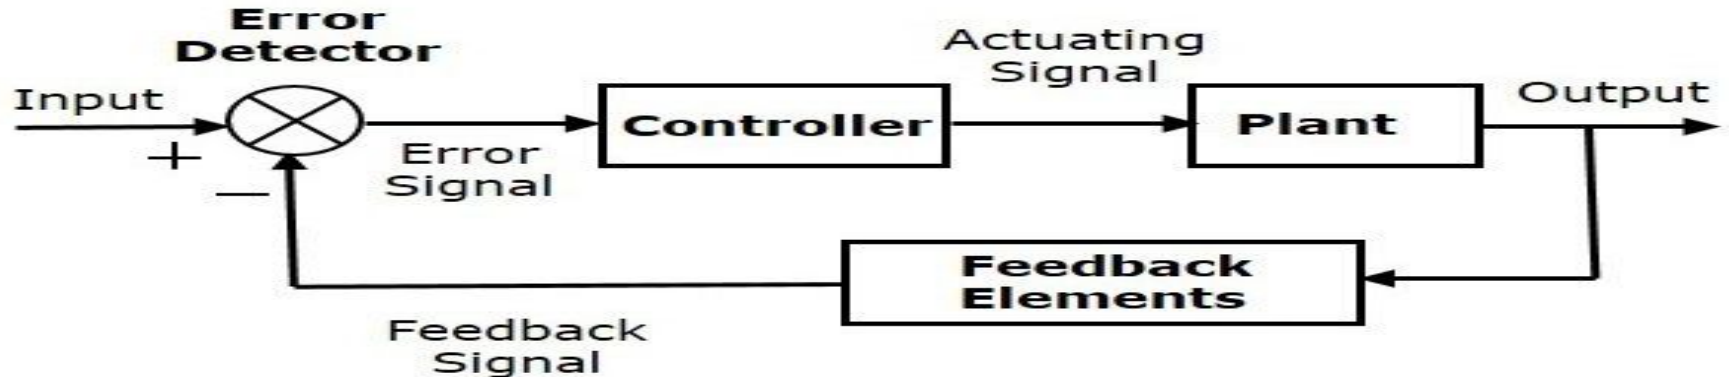 Error
Detector
Input
+
−
Error
Signal
Controller
Actuating
Signal
Plant
Output
Feedback
Elements
Feedback
Signal